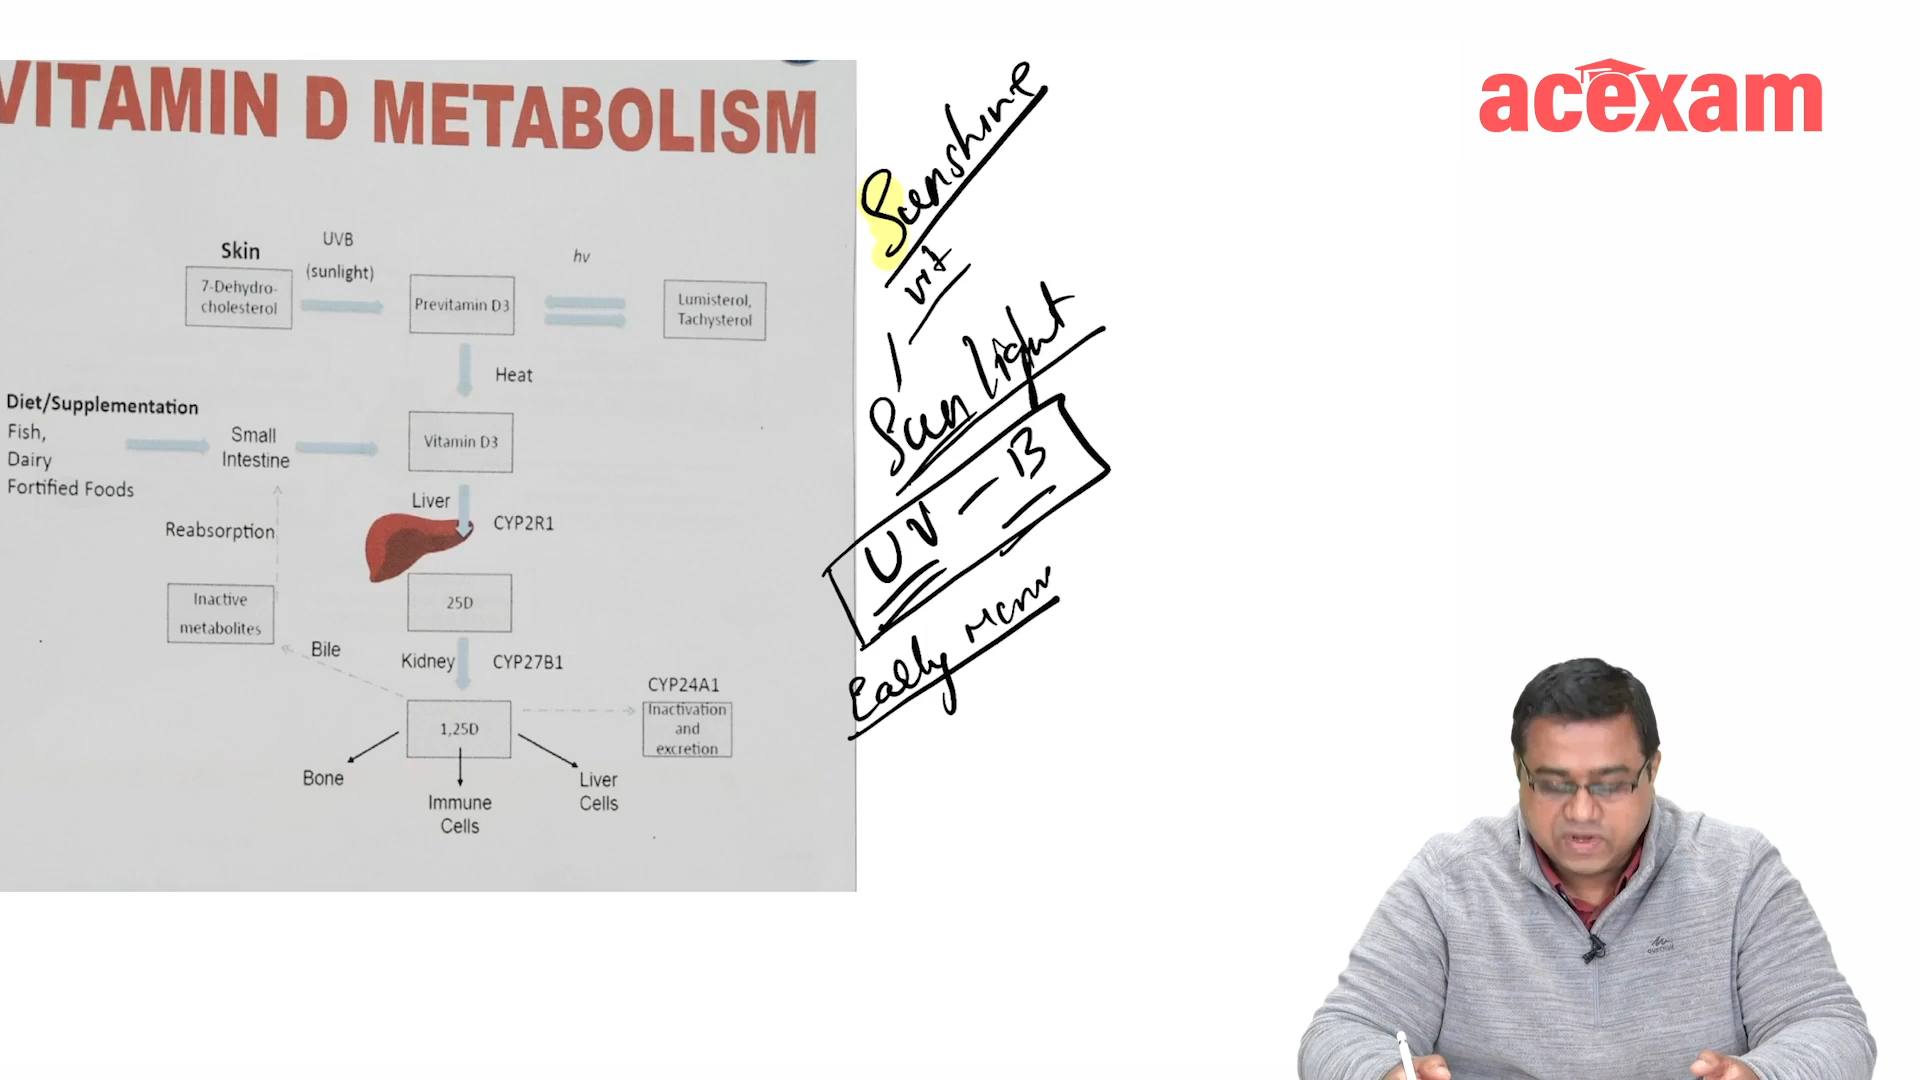 VITAMIN D METABOLISM
acexam
Skin
UVB
(sunlight)
hv
7-Dehydro-
cholesterol
Previtamin D3
Lumisterol,
Tachysterol
Heat
Diet/Supplementation
Fish,
Dairy
Fortified Foods
Small
Intestine
Vitamin D3
Liver
CYP2R1
Reabsorption
25D
Inactive
metabolites
Bile
Kidney
CYP27B1
CYP24A1
Inactivation
and
excretion
1,25D
Bone
Immune
Cells
Liver
Cells
Sunshine
vit
Sun light
UV - B
Early